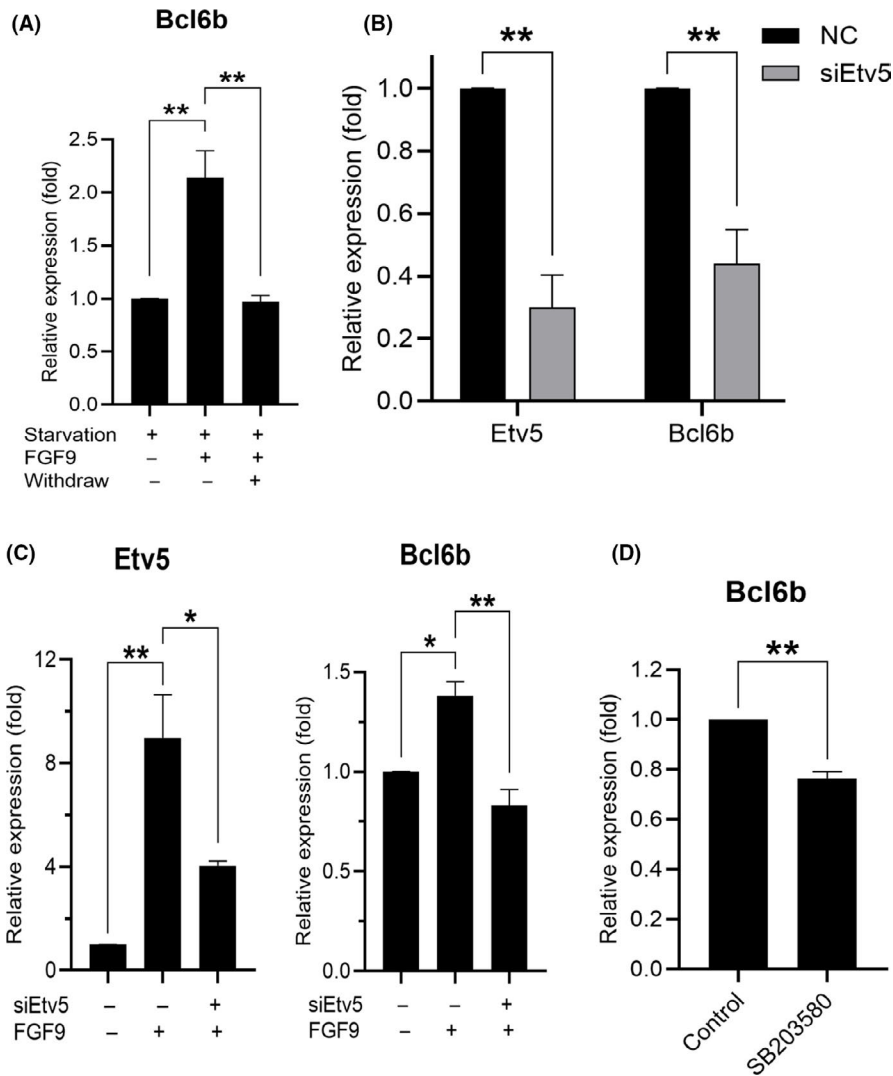 (A)
Bcl6b
**
**
Relative expression (fold)
2.5
2.0
1.5
1.0
0.5
0.0
Starvation + + +
FGF9 – + +
Withdraw – – +
(B)
NC
siEtv5
**
**
Relative expression (fold)
1.0
0.8
0.6
0.4
0.2
0.0
Etv5 Bcl6b
(C)
Etv5
*
**
Relative expression (fold)
12
8
4
0
siEtv5 – – +
FGF9 – + +
Bcl6b
**
*
Relative expression (fold)
1.5
1.0
0.5
0.0
siEtv5 – – +
FGF9 – + +
(D)
Bcl6b
**
Relative expression (fold)
1.2
1.0
0.8
0.6
0.4
0.2
0.0
Control
SB203580